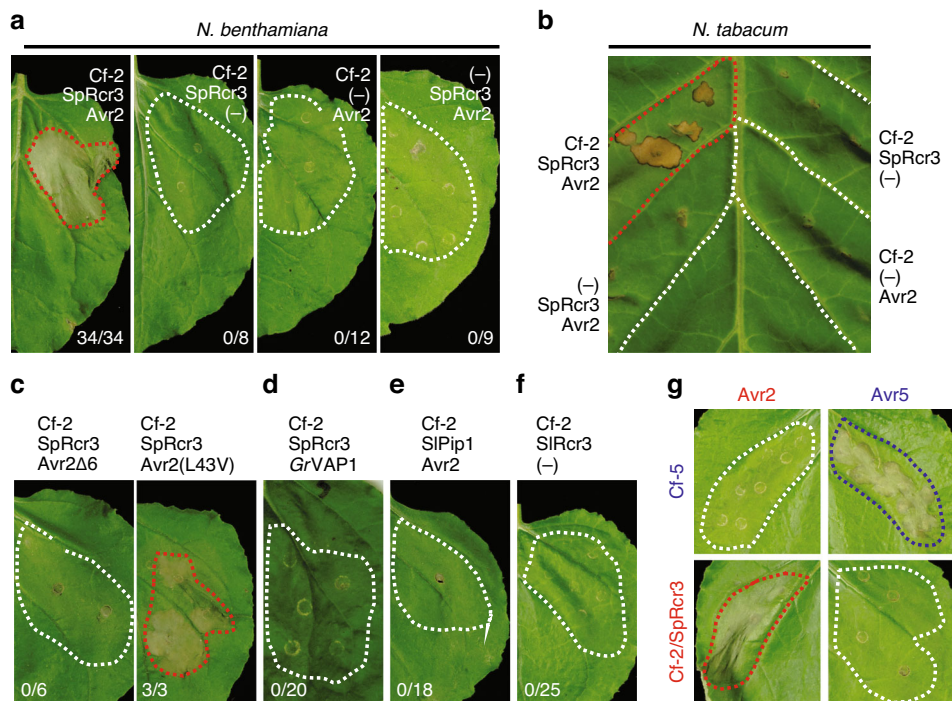 a
N. benthamiana
Cf-2
SpRcr3
Avr2
34/34
Cf-2
SpRcr3
(–)
0/8
Cf-2
(–)
Avr2
0/12
(–)
SpRcr3
Avr2
0/9
b
N. tabacum
Cf-2
SpRcr3
Avr2
(–)
SpRcr3
Avr2
Cf-2
SpRcr3
(–)
Cf-2
(–)
Avr2
c
Cf-2
SpRcr3
Avr2Δ6
0/6
Cf-2
SpRcr3
Avr2(L43V)
3/3
d
Cf-2
SpRcr3
GrVAP1
0/20
e
Cf-2
SlPip1
Avr2
0/18
f
Cf-2
SlRcr3
(–)
0/25
g
Avr2
Avr5
Cf-5
Cf-2/SpRcr3